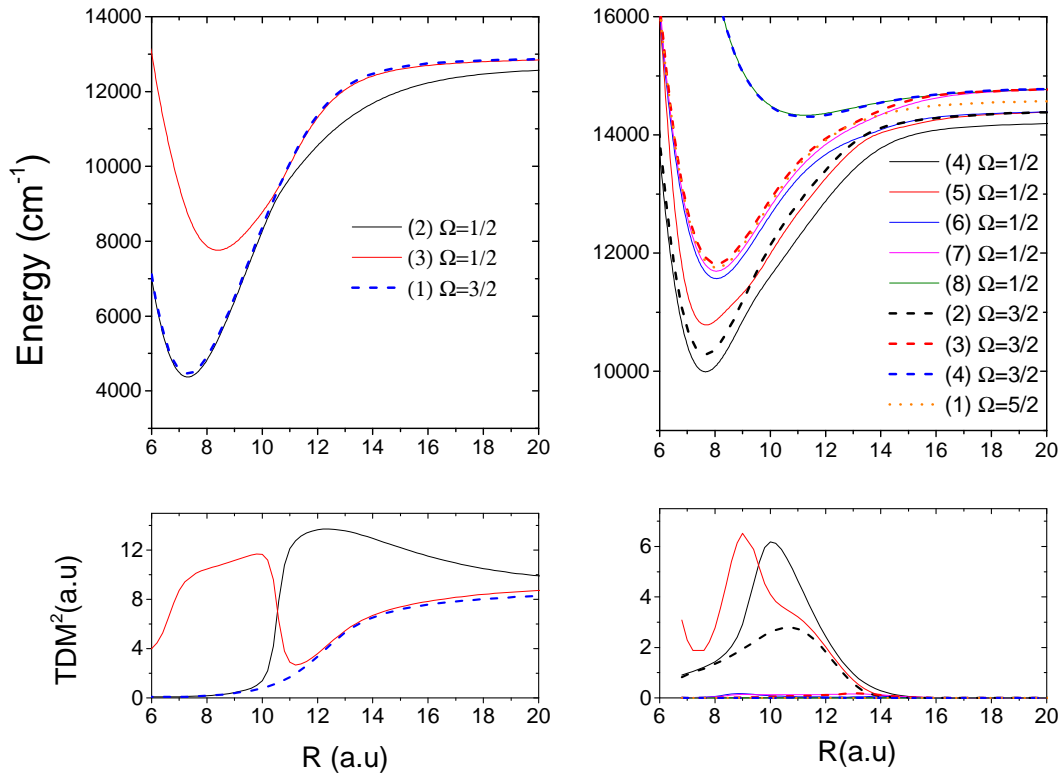 14000
12000
10000
8000
6000
4000
Energy (cm⁻¹)
6 8 10 12 14 16 18 20
(2) Ω=1/2
(3) Ω=1/2
(1) Ω=3/2
16000
14000
12000
10000
6 8 10 12 14 16 18 20
(4) Ω=1/2
(5) Ω=1/2
(6) Ω=1/2
(7) Ω=1/2
(8) Ω=1/2
(2) Ω=3/2
(3) Ω=3/2
(4) Ω=3/2
(1) Ω=5/2
12
8
4
0
TDM²(a.u)
6 8 10 12 14 16 18 20
R (a.u)
6
4
2
0
6 8 10 12 14 16 18 20
R(a.u)